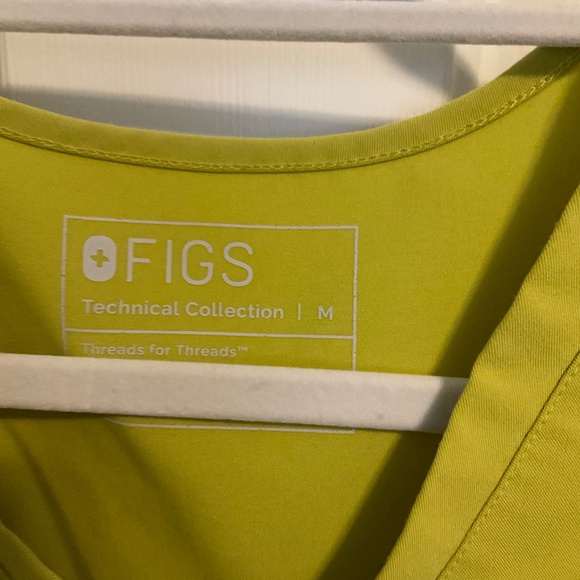 FIGS
Technical Collection | M
Threads for Threads™